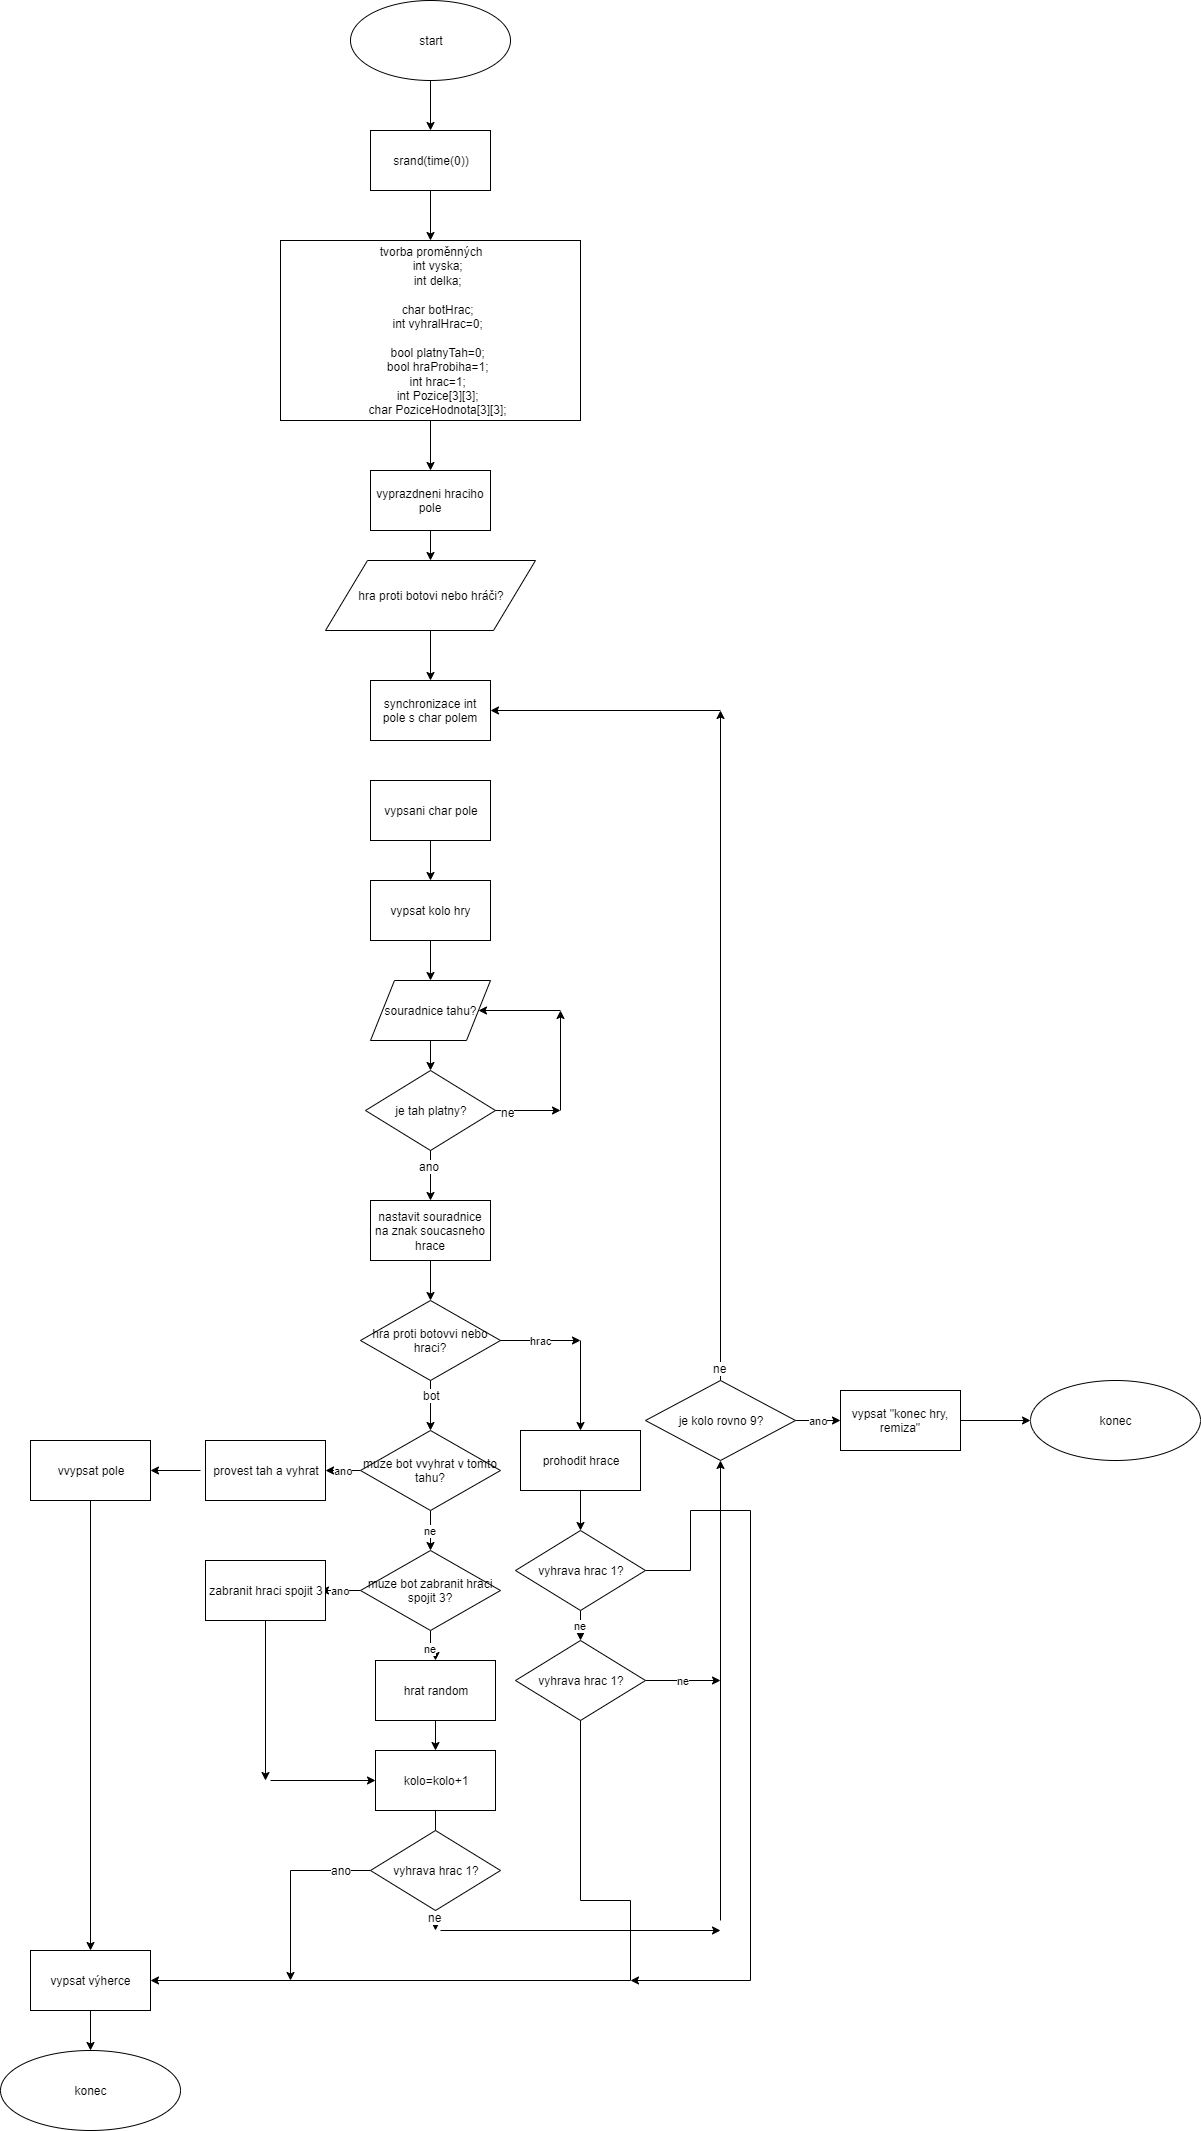 start
srand(time(0))
tvorba proměnných
int vyska;
int delka;
char botHrac;
int vyhralHrac=0;
bool platnyTah=0;
bool hraProbiha=1;
int hrac=1;
int Pozice[3][3];
char PoziceHodnota[3][3];
vyprazdneni hraciho
pole
hra proti botovi nebo hráči?
synchronizace int
pole s char polem
vypsani char pole
vypsat kolo hry
souradnice tahu?
je tah platny?
ne
ano
nastavit souradnice
na znak soucasneho
hrace
hra proti botovvi nebo
hraci?
hrac
bot
ne
je kolo rovno 9?
ano
vypsat "konec hry,
remiza"
konec
prohodit hrace
muze bot vvyhrat v tomto
tahu?
ano
provest tah a vyhrat
vvypsat pole
ne
muze bot zabranit hraci
spojit 3?
ano
zabranit hraci spojit 3
vyhrava hrac 1?
ne
vyhrava hrac 1?
ne
ne
hrat random
kolo=kolo+1
vyhrava hrac 1?
ano
ne
vypsat výherce
konec